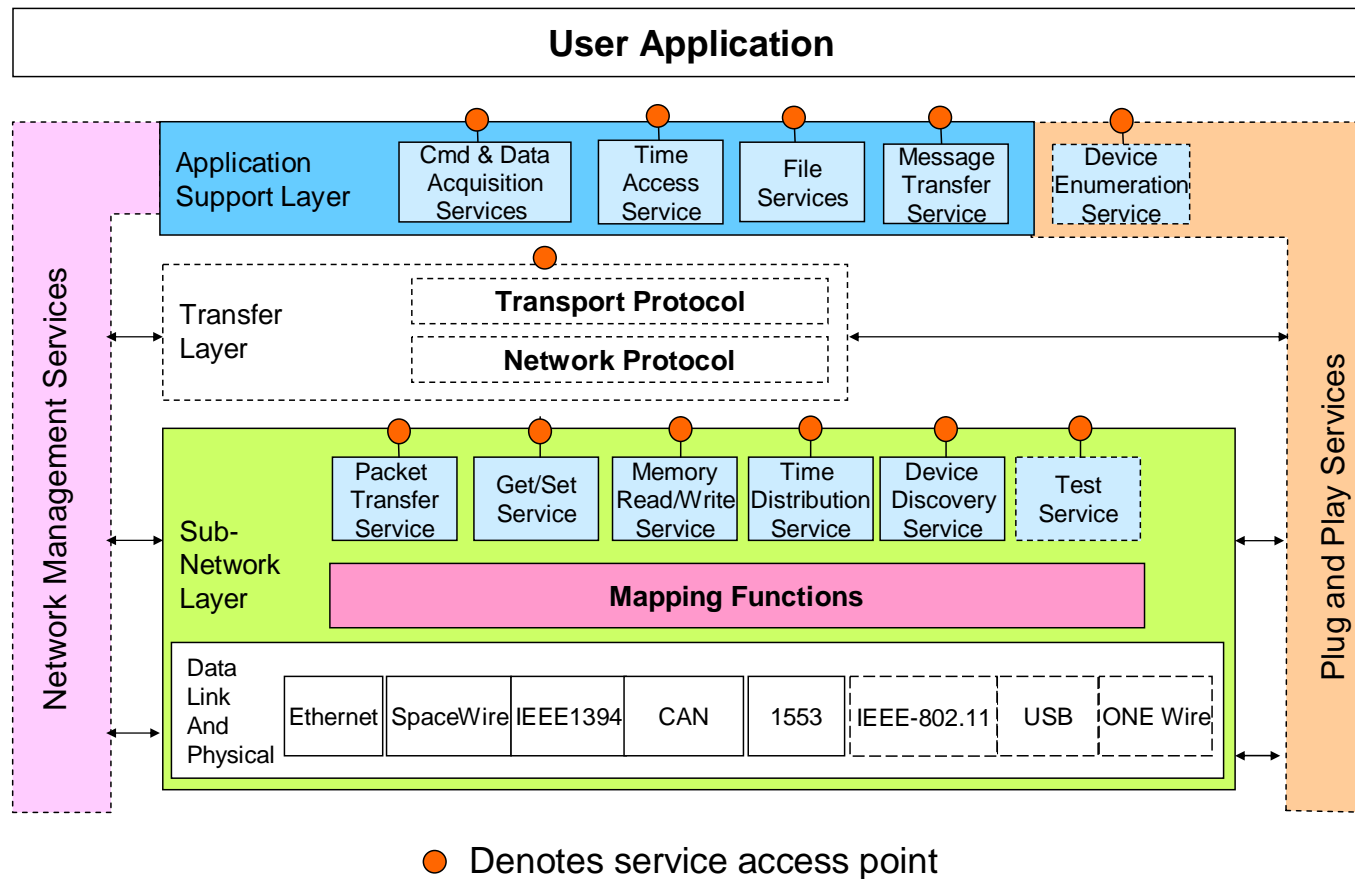 User Application
Network Management Services
Application
Support Layer
Cmd & Data
Acquisition
Services
Time
Access
Service
File
Services
Message
Transfer
Service
Device
Enumeration
Service
Transfer
Layer
Transport Protocol
Network Protocol
Plug and Play Services
Sub-
Network
Layer
Packet
Transfer
Service
Get/Set
Service
Memory
Read/Write
Service
Time
Distribution
Service
Device
Discovery
Service
Test
Service
Mapping Functions
Data
Link
And
Physical
Ethernet
SpaceWire
IEEE1394
CAN
1553
IEEE-802.11
USB
ONE Wire
Denotes service access point